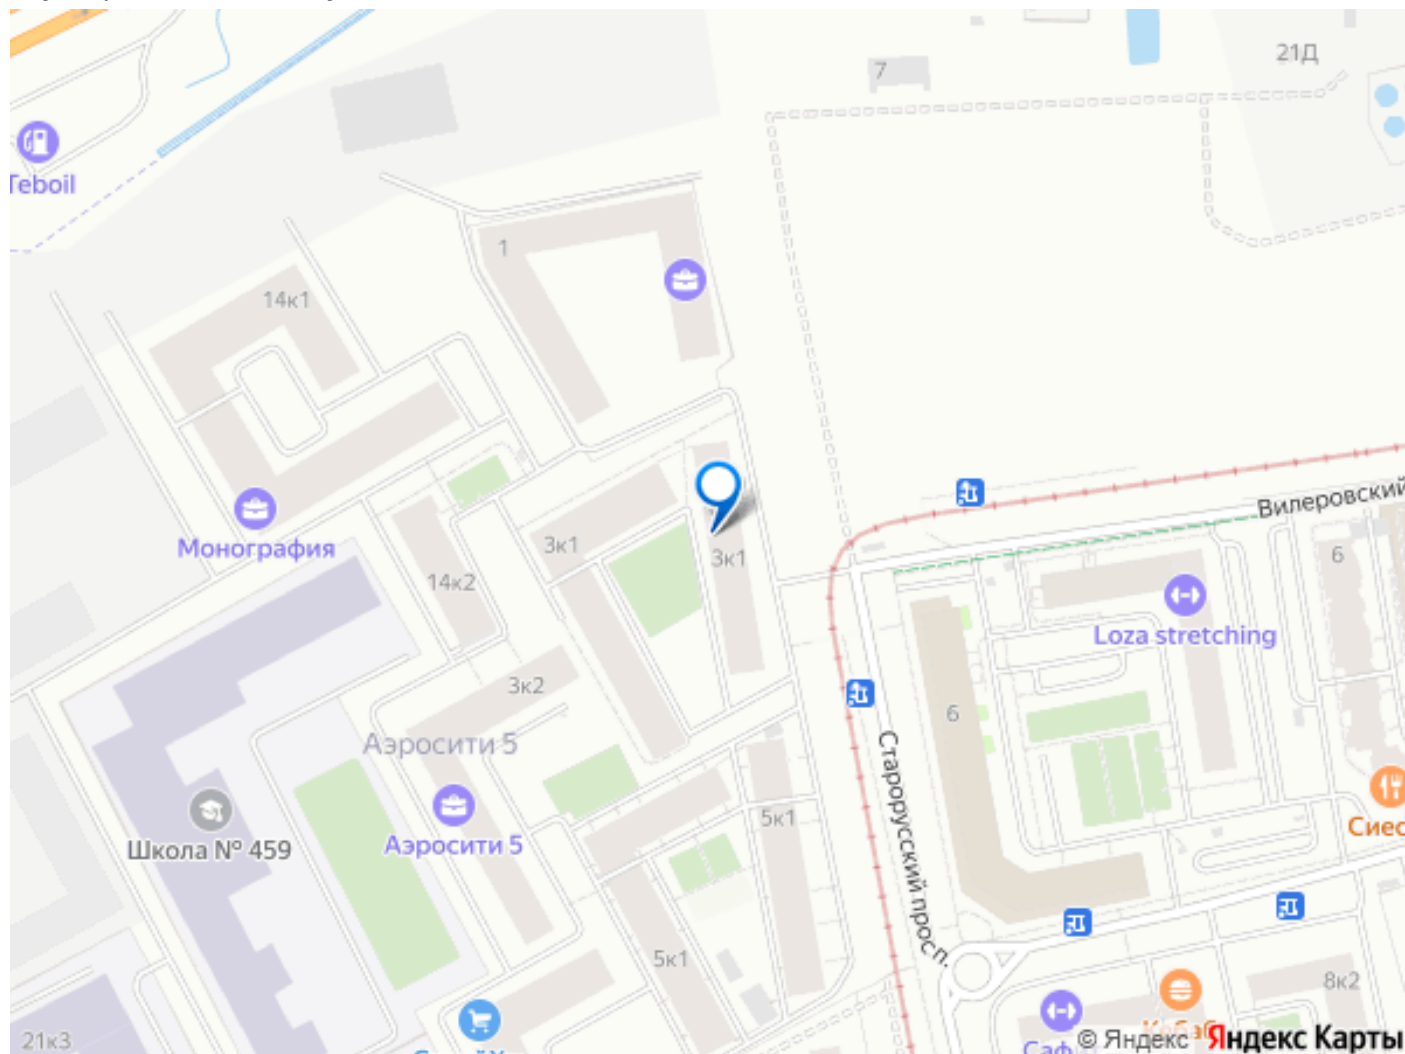 21Д
7
Teboil
1
14к1
Вилеровский
Монография
3к1
3к1
14к2
6
Loza stretching
3к2
6
Аэросити 5
Старорусский просп.
Школа № 459
Аэросити 5
5к1
5к1
8к2
21к3
© Яндекс Яндекс Карты